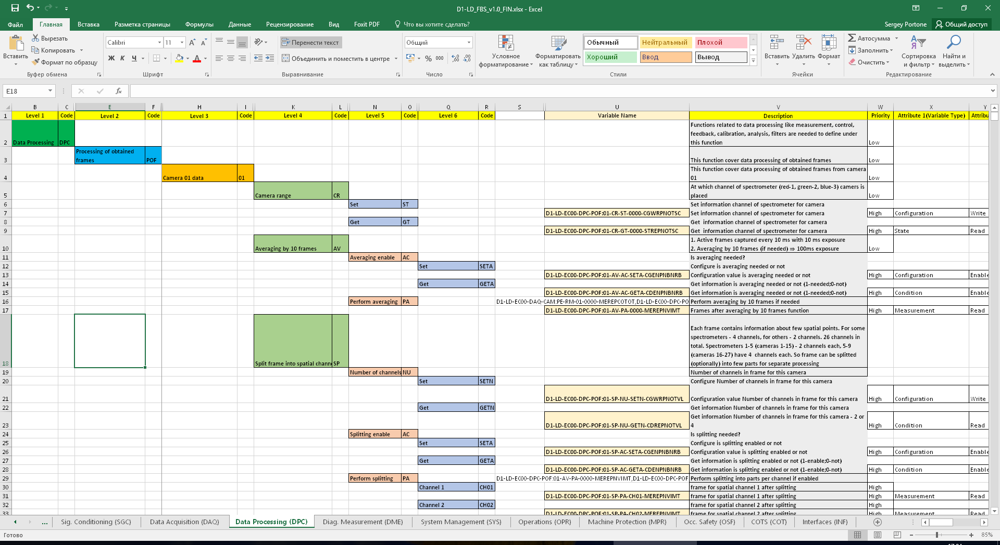 D1-LD_FBS_v1.0_FIN.xlsx - Excel
Файл Главная Вставка Разметка страницы Формулы Данные Рецензирование Вид Foxit PDF Что вы хотите сделать? Sergey Portone Общий доступ
Вставить
Вырезать
Копировать
Формат по образцу
Буфер обмена
Calibri 11
Ж К Ч
Шрифт
Перенести текст
Объединить и поместить в центре
Выравнивание
Общий
% 000
Число
Условное форматирование
Форматировать как таблицу
Обычный Нейтральный Плохой
Хороший Ввод Вывод
Стили
Вставить Удалить Формат
Ячейки
Автосумма
Заполнить
Очистить
Сортировка и фильтр
Найти и выделить
Редактирование
E18 fx
B C E F H I K L N O Q R S U V W X Y
1 Level 1 Code Level 2 Code Level 3 Code Level 4 Code Level 5 Code Level 6 Code Variable Name Description Priority Attribute 1(Variable Type) Attribu
Functions related to data processing like measurement, control,
feedback, calibration, analysis, filters are needed to define under
2 Data Processing DPC this function Low
Processing of obtained
3 frames POF This function cover data processing of obtained frames Low
This function cover data processing of obtained frames from camera
4 Camera 01 data 01 01 Low
At which channel of spectrometer (red-1, green-2, blue-3) camers is
5 Camera range CR placed Low
6 Set ST Set information channel of spectrometer for camera
7 D1-LD-EC00-DPC-POF:01-CR-ST-0000-CGWRPNOTSC Set information channel of spectrometer for camera High Configuration Write
8 Get GT Get information channel of spectrometer for camera
9 D1-LD-EC00-DPC-POF:01-CR-GT-0000-STREPNOTSC Get information channel of spectrometer for camera High State Read
1. Active frames captured every 10 ms with 10 ms exposure
10 Averaging by 10 frames AV 2. Averaging by 10 frames (if needed) ⇒ 100ms exposure Low
11 Averaging enable AC Is averaging needed?
12 Set SETA Configure is averaging needed or not
13 D1-LD-EC00-DPC-POF:01-AV-AC-SETA-CGENPNBNRB Configuration value is averaging needed or not High Configuration Enable
14 Get GETA Get information is averaging needed or not (1-needed;0-not)
15 D1-LD-EC00-DPC-POF:01-AV-AC-GETA-CDENPNBNRB Get information is averaging needed or not (1-needed;0-not) High Condition Enable
16 Perform averaging PA D1-LD-EC00-DAQ-CAM:PE-RM-01-0000-MEREPCOTOT,D1-LD-EC00-DPC-PO Perform averaging by 10 frames if needed
17 D1-LD-EC00-DPC-POF:01-AV-PA-0000-MEREPNVIMT Frames after averaging by 10 frames function High Measurement Read
Each frame contains information about few spatial points. For some
spectrometers - 4 channels, for others - 2 channels. 26 channels in
total. Spectrometers 1-5 (cameras 1-15) - 2 channels each, 5-9
(cameras 16-27) have 4 channels each. So frame can be splitted
18 Split frame into spatial chann SP (optionally) into few parts for separate processing
19 Number of channels NU Number of channels in frame for this camera
20 Set SETN Configure Number of channels in frame for this camera
21 D1-LD-EC00-DPC-POF:01-SP-NU-SETN-CGWRPNOTVL Configuration value Number of channels in frame for this camera High Configuration Write
22 Get GETN Get information Number of channels in frame for this camera
Get information Number of channels in frame for this camera - 2 or
23 D1-LD-EC00-DPC-POF:01-SP-NU-GETN-CDREPNOTVL 4 High Condition Read
24 Splitting enable AC Is splitting needed?
25 Set SETA Configure is splitting enabled or not
26 D1-LD-EC00-DPC-POF:01-SP-AC-SETA-CGENPNBNRB Configuration value is splitting enabled or not High Configuration Enable
27 Get GETA Get information is splitting enabled or not (1-enable;0-not)
28 D1-LD-EC00-DPC-POF:01-SP-AC-GETA-CDENPNBNRB Get information is splitting enabled or not (1-enable;0-not) High Condition Enable
29 Perform splitting PA D1-LD-EC00-DPC-POF:01-AV-PA-0000-MEREPNVIMT,D1-LD-EC00-DPC-POF Perform splitting into parts per channel if enabled
30 Channel 1 CH01 frame for spatial channel 1 after splitting High
31 D1-LD-EC00-DPC-POF:01-SP-PA-CH01-MEREPNVIMT frame for spatial channel 1 after splitting High Measurement Read
32 Channel 2 CH02 frame for spatial channel 2 after splitting High
33 D1-LD-EC00-DPC-POF:01-SP-PA-CH02-MEREPNVIMT frame for spatial channel 2 after splitting High Measurement Read
... Sig. Conditioning (SGC) Data Acquisition (DAQ) Data Processing (DPC) Diag. Measurement (DME) System Management (SYS) Operations (OPR) Machine Protection (MPR) Occ. Safety (OSF) COTS (COT) Interfaces (INF)
Готово 85%